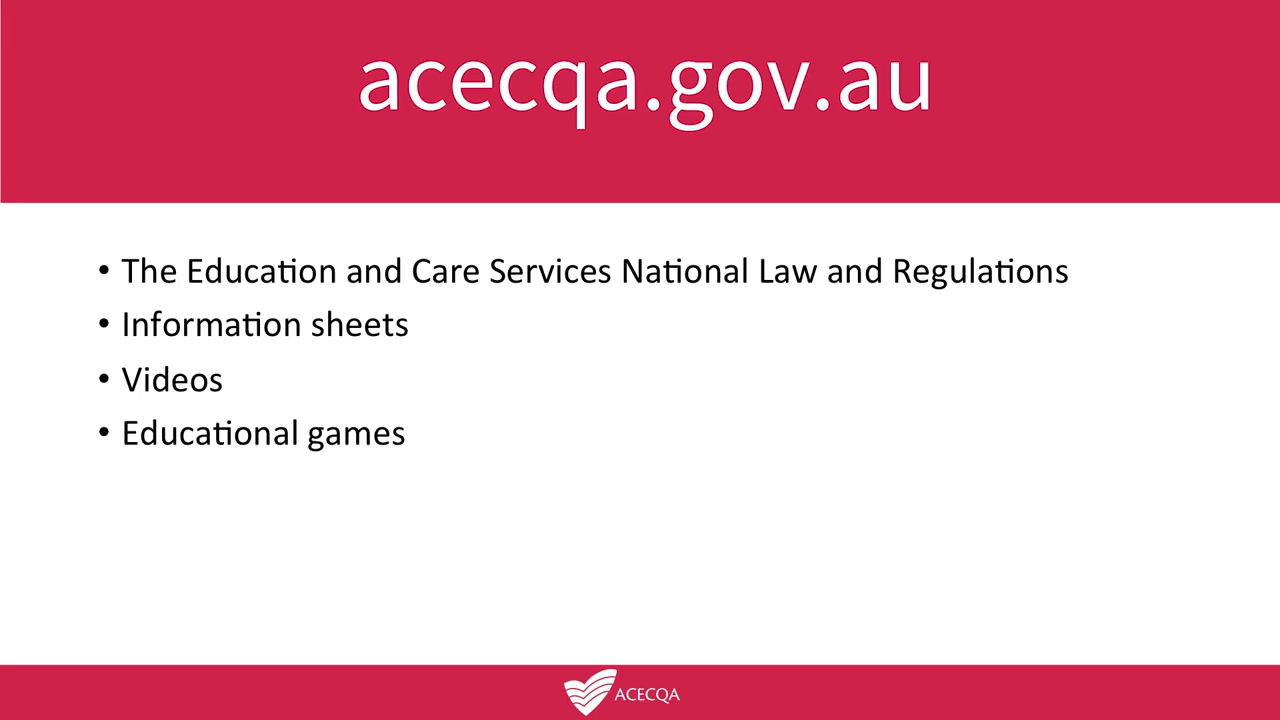 acecqa.gov.au
• The Education and Care Services National Law and Regulations
• Information sheets
• Videos
• Educational games
ACECQA